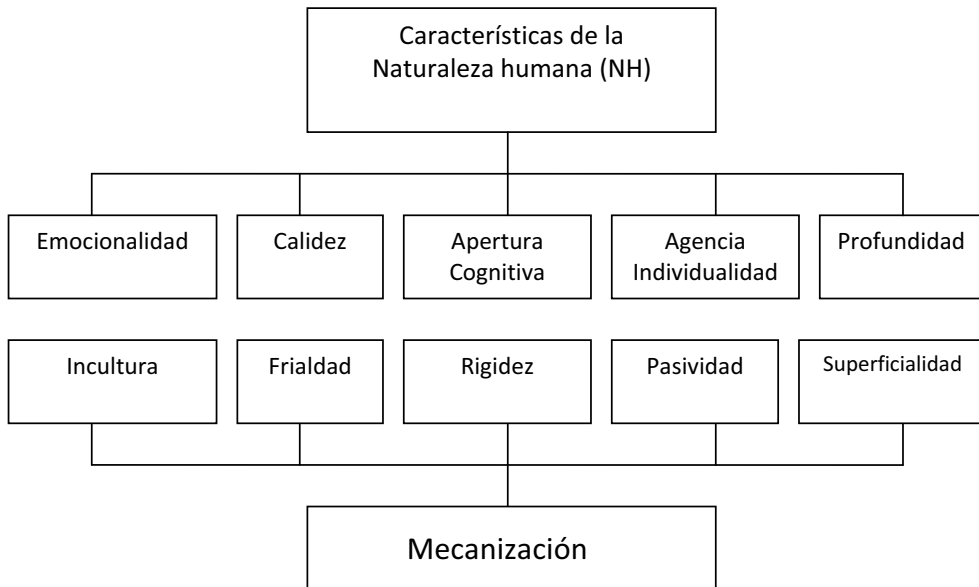 Características de la
Naturaleza humana (NH)
Emocionalidad
Calidez
Apertura
Cognitiva
Agencia
Individualidad
Profundidad
Incultura
Frialdad
Rigidez
Pasividad
Superficialidad
Mecanización